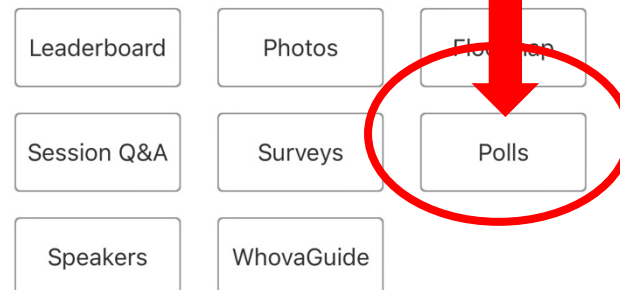 Leaderboard
Photos
Session Q&A
Surveys
Polls
Speakers
WhovaGuide